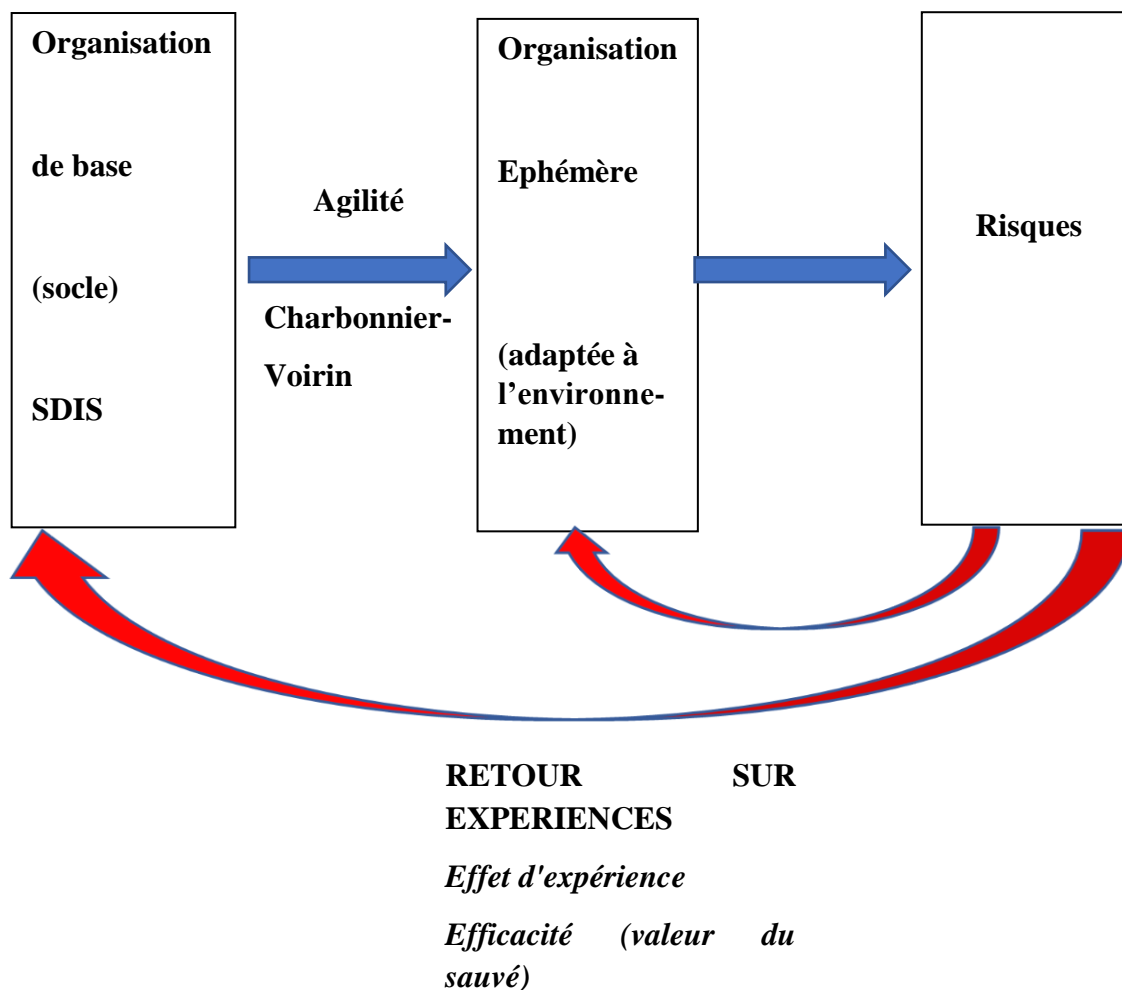 Organisation
de base
(socle)
SDIS
Agilité
Charbonnier-
Voirin
Organisation
Ephémère
(adaptée à
l’environne-
ment)
Risques
RETOUR SUR
EXPERIENCES
Effet d'expérience
Efficacité (valeur du
sauvé)